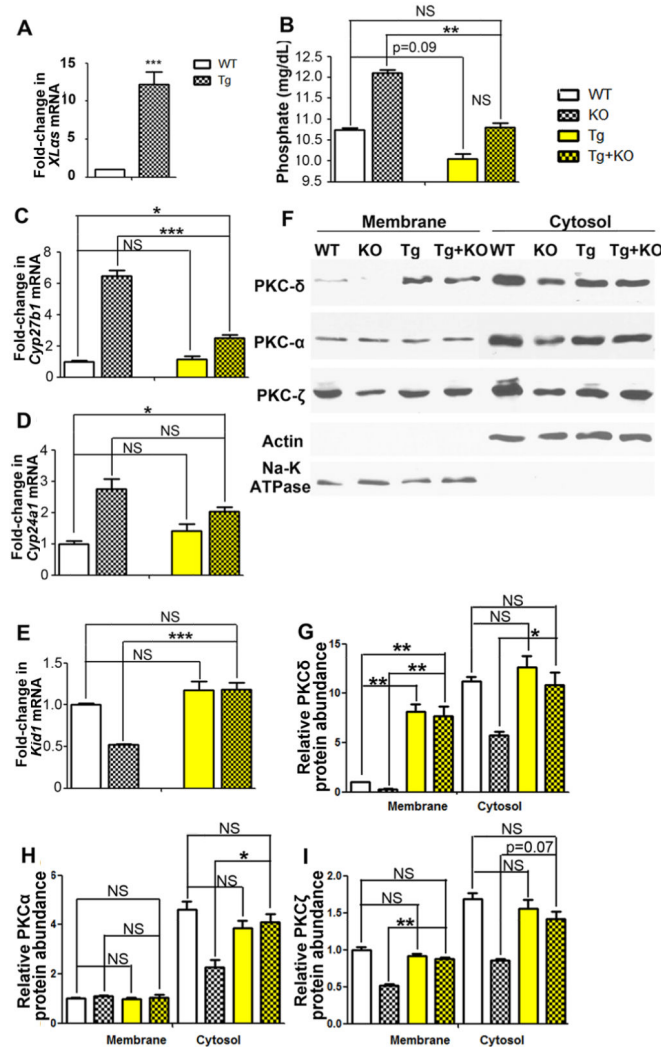 A
Fold-change in
XLαs mRNA
15
10
5
0
***
WT
Tg
B
Phosphate (mg/dL)
12.5
12.0
11.5
11.0
10.5
10.0
9.5
NS
**
p=0.09
NS
WT
KO
Tg
Tg+KO
C
Fold-change in
Cyp27b1 mRNA
8
6
4
2
0
*
***
NS
D
Fold-change in
Cyp24a1 mRNA
4
3
2
1
0
*
NS
NS
E
Fold-change in
Kid1 mRNA
1.5
1.0
0.5
0
NS
***
NS
F
Membrane Cytosol
WT KO Tg Tg+KO WT KO Tg Tg+KO
PKC-δ
PKC-α
PKC-ζ
Actin
Na-K
ATPase
G
Relative PKCδ
protein abundance
15
10
5
0
**
**
**
NS
NS
*
Membrane Cytosol
H
Relative PKCα
protein abundance
6
4
2
0
NS
NS
NS
NS
*
NS
Membrane Cytosol
I
Relative PKCζ
protein abundance
2.0
1.5
1.0
0.5
0.0
NS
NS
**
NS
p=0.07
NS
Membrane Cytosol